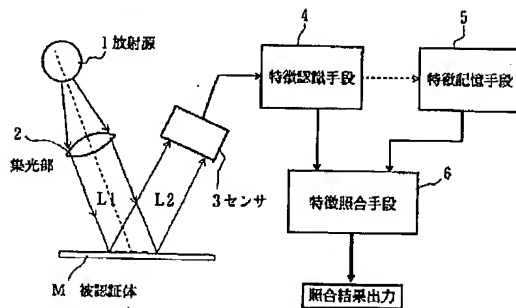 1 放射源
2
集光部
L1
L2
3 センサ
M 被認証体
4
特徴認識手段
5
特徴記憶手段
6
特徴照合手段
照合結果出力